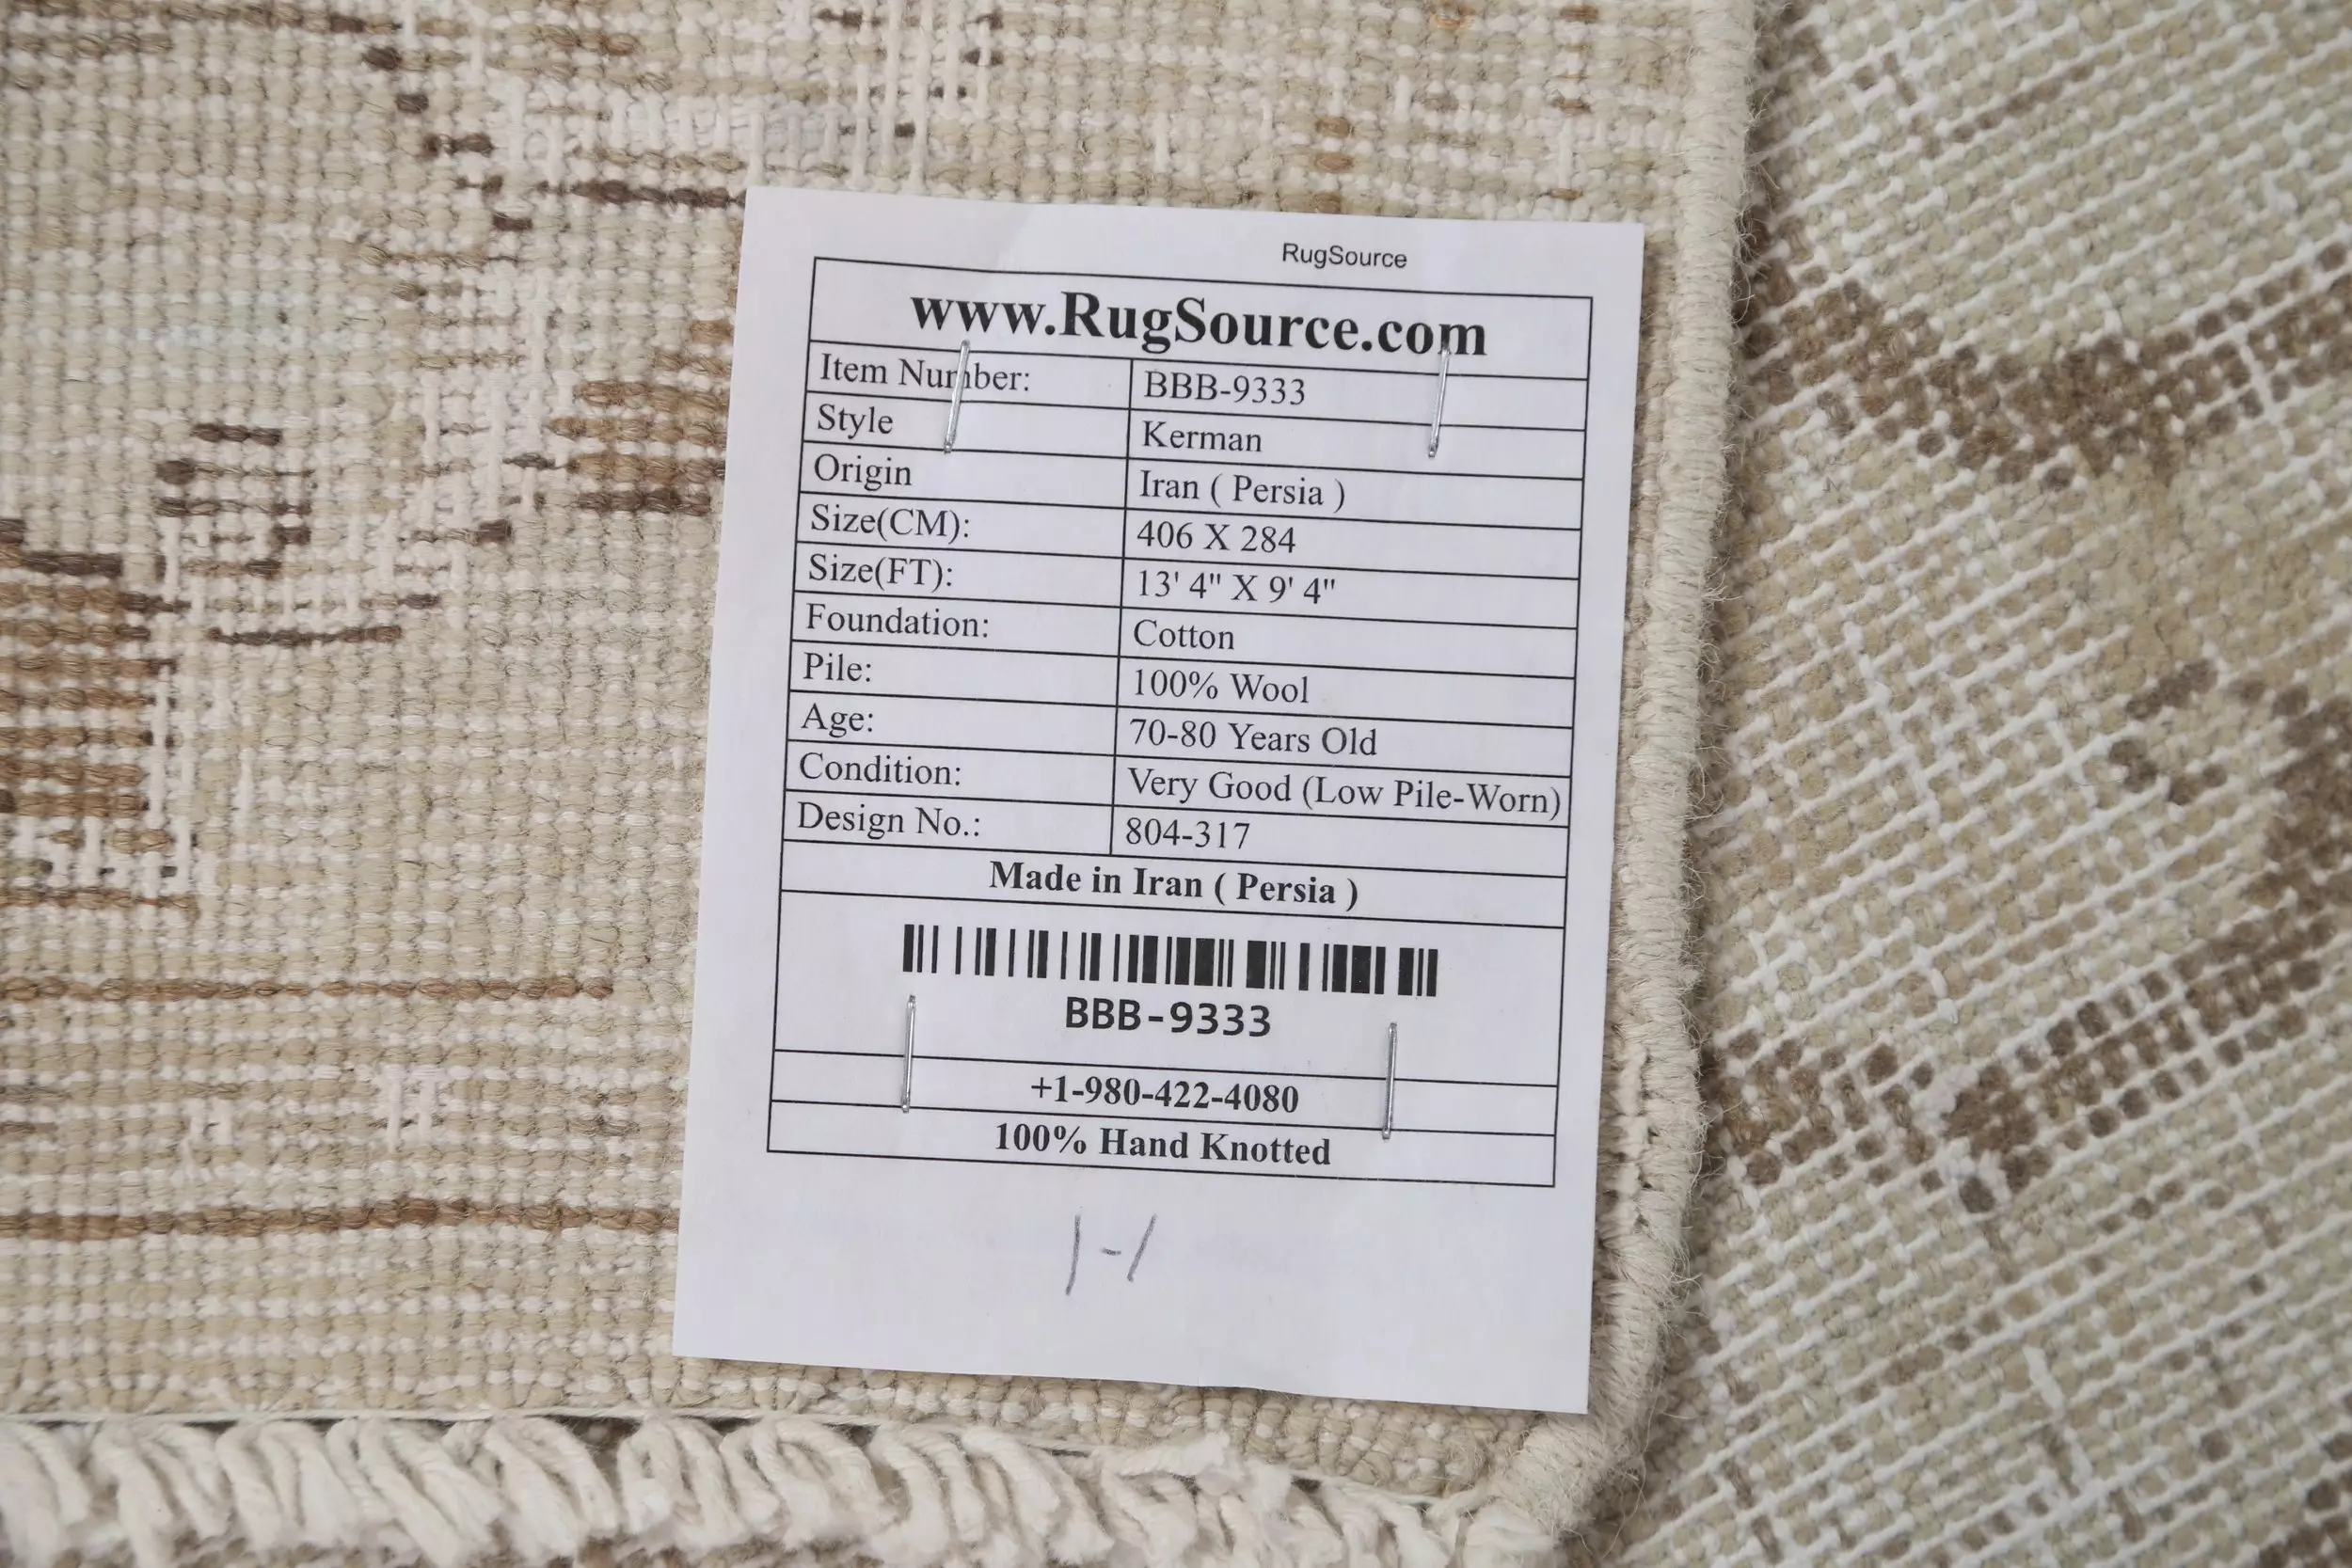 RugSource
www.RugSource.com
Item Number: BBB-9333
Style Kerman
Origin Iran ( Persia )
Size(CM): 406 X 284
Size(FT): 13' 4" X 9' 4"
Foundation: Cotton
Pile: 100% Wool
Age: 70-80 Years Old
Condition: Very Good (Low Pile-Worn)
Design No.: 804-317
Made in Iran ( Persia )
BBB-9333
+1-980-422-4080
100% Hand Knotted
1-1